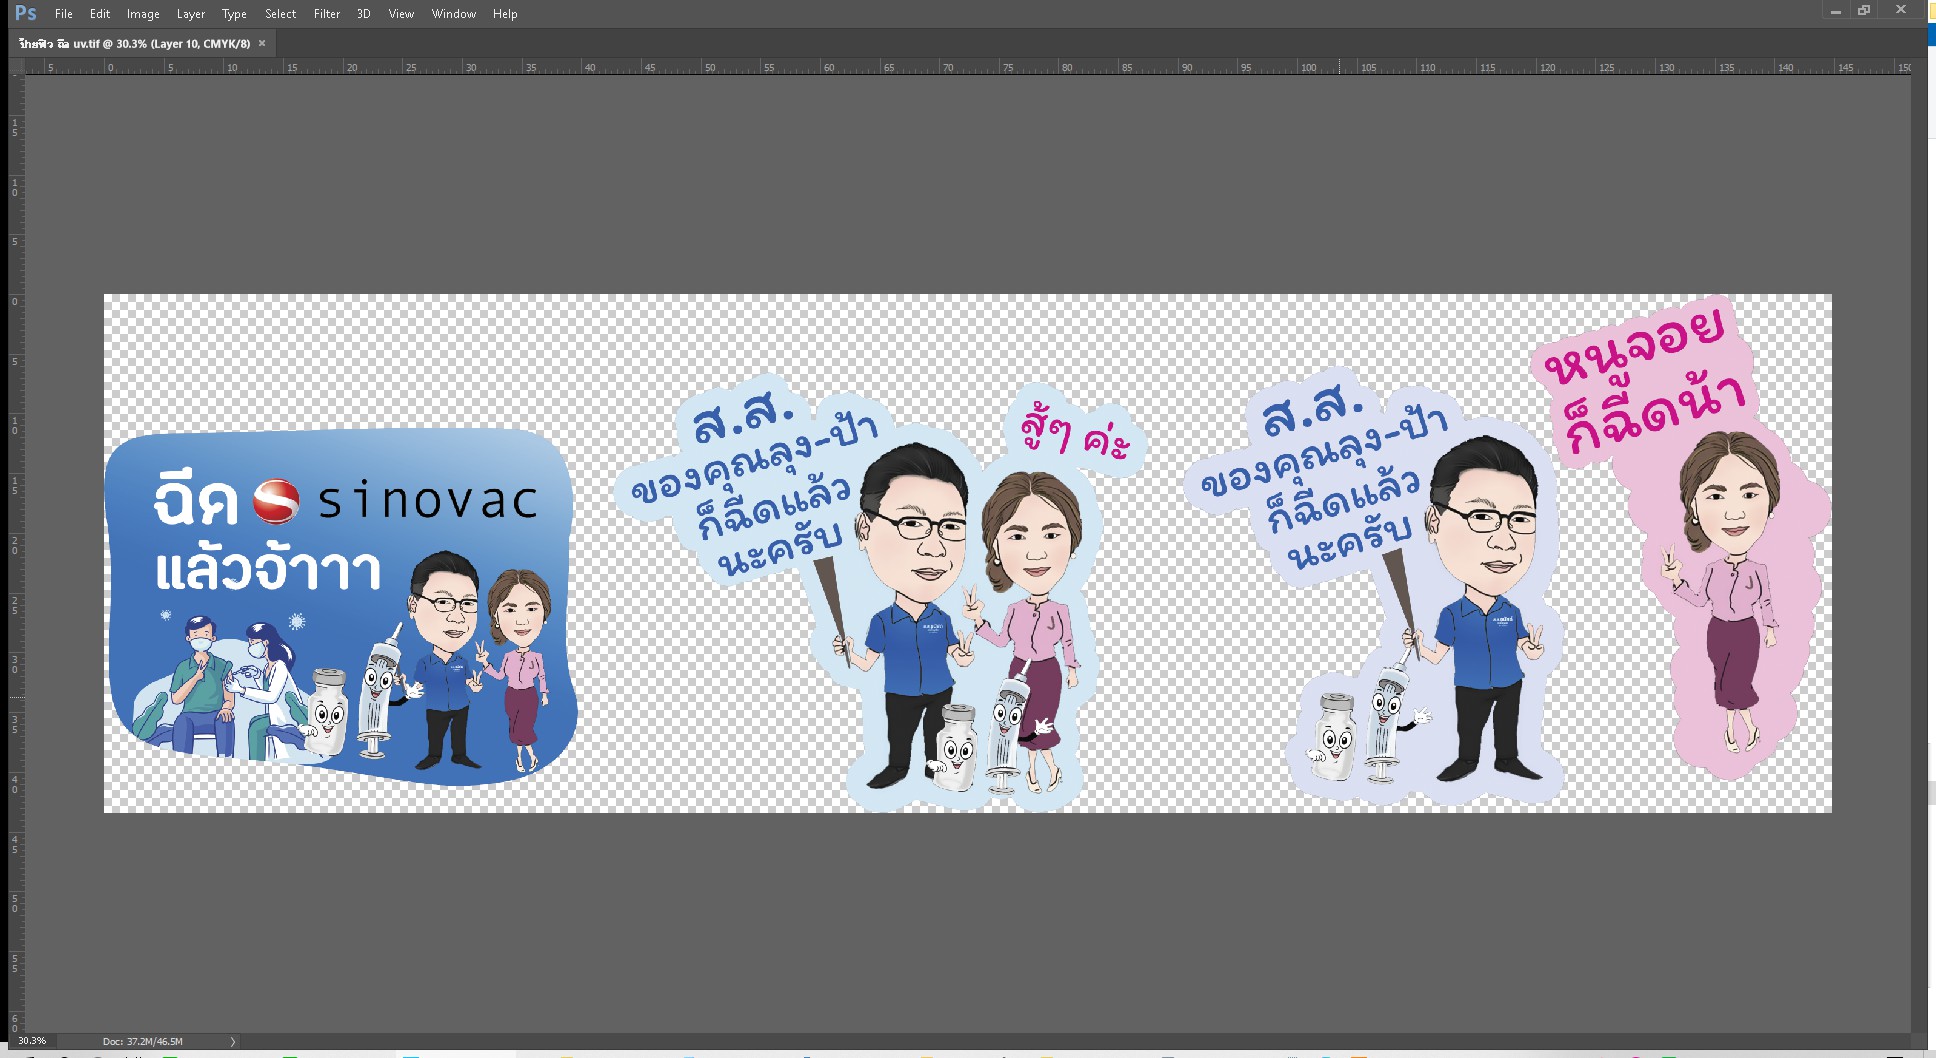 Ps File Edit Image Layer Type Select Filter 3D View Window Help
uv.tif @ 30.3% (Layer 10, CMYK/8) ×
5 0 5 10 15 20 25 30 35 40 45 50 55 60 65 70 75 80 85 90 95 100 105 110 115 120 125 130 135 140 145 150
ฉีด sinovac
แล้วจ้าาา
ส.ส.
ของคุณลุง-ป้า
ก็ฉีดแล้ว
นะครับ
สู้ๆ ค่ะ
ส.ส.
ของคุณลุง-ป้า
ก็ฉีดแล้ว
นะครับ
หนูจอย
ก็ฉีดน้า
30.3% Doc: 37.2M/46.5M